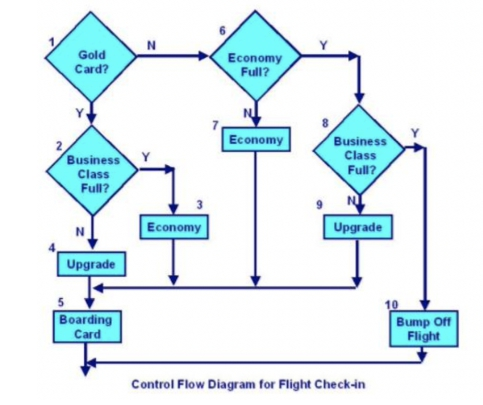 1
Gold
Card?
N
6
Economy
Full?
Y
Y
2
Business
Class
Full?
Y
N
7
Economy
8
Business
Class
Full?
Y
3
Economy
N
9
Upgrade
N
4
Upgrade
5
Boarding
Card
10
Bump Off
Flight
Control Flow Diagram for Flight Check-in